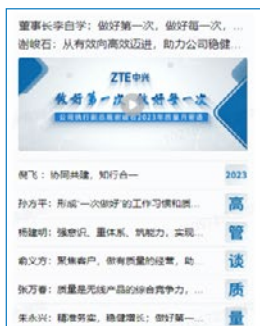 董事长李自学：做好第一次，做好每一次，...
谢峻石：从有效向高效迈进，助力公司稳健...
ZTE中兴
做好第一次 做好每一次
公司执行副总裁谢峻石2023年质量月寄语
倪飞：协同共建，知行合一
2023
孙方平：形成“一次做好”的工作习惯和质...
高
杨建明：强意识、重体系、筑能力，实现...
管
俞义方：聚焦客户，做有质量的经营，助...
谈
张万春：质量是无线产品的综合竞争力，...
质
朱永兴：精准务实，稳健增长；做好第一...
量